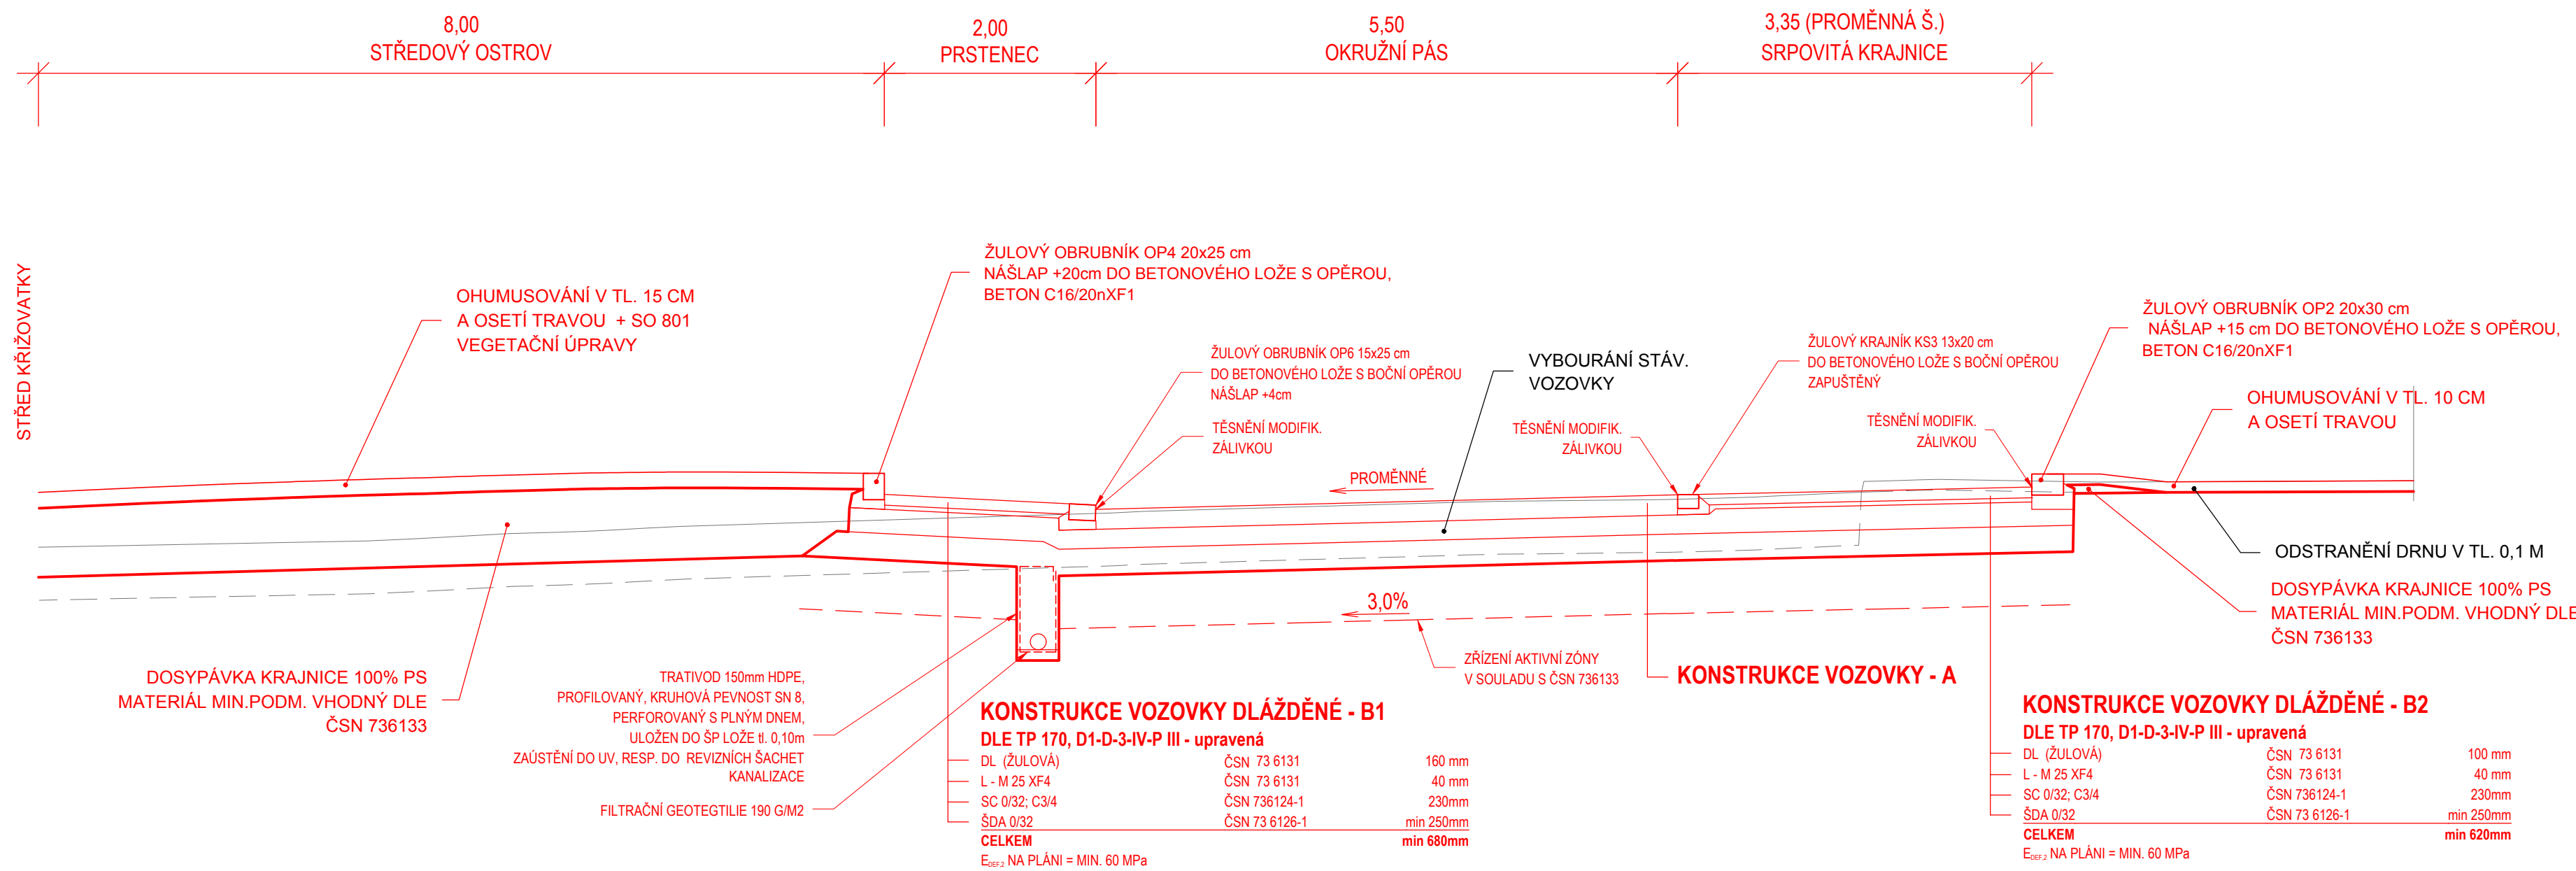 8,00
STŘEDOVÝ OSTROV
2,00
PRSTENEC
5,50
OKRUŽNÍ PÁS
3,35 (PROMĚNNÁ Š.)
SRPOVITÁ KRAJNICE
STŘED KŘIŽOVATKY
OHUMUSOVÁNÍ V TL. 15 CM
A OSETÍ TRAVOU + SO 801
VEGETAČNÍ ÚPRAVY
ŽULOVÝ OBRUBNÍK OP4 20x25 cm
NÁŠLAP +20cm DO BETONOVÉHO LOŽE S OPĚROU,
BETON C16/20nXF1
ŽULOVÝ OBRUBNÍK OP6 15x25 cm
DO BETONOVÉHO LOŽE S BOČNÍ OPĚROU
NÁŠLAP +4cm
TĚSNĚNÍ MODIFIK.
ZÁLIVKOU
VYBOURÁNÍ STÁV.
VOZOVKY
TĚSNĚNÍ MODIFIK.
ZÁLIVKOU
ŽULOVÝ KRAJNÍK KS3 13x20 cm
DO BETONOVÉHO LOŽE S BOČNÍ OPĚROU
ZAPUŠTĚNÝ
TĚSNĚNÍ MODIFIK.
ZÁLIVKOU
ŽULOVÝ OBRUBNÍK OP2 20x30 cm
NÁŠLAP +15 cm DO BETONOVÉHO LOŽE S OPĚROU,
BETON C16/20nXF1
OHUMUSOVÁNÍ V TL. 10 CM
A OSETÍ TRAVOU
PROMĚNNÉ
3,0%
ODSTRANĚNÍ DRNU V TL. 0,1 M
DOSYPÁVKA KRAJNICE 100% PS
MATERIÁL MIN.PODM. VHODNÝ DLE
ČSN 736133
DOSYPÁVKA KRAJNICE 100% PS
MATERIÁL MIN.PODM. VHODNÝ DLE
ČSN 736133
TRATIVOD 150mm HDPE,
PROFILOVANÝ, KRUHOVÁ PEVNOST SN 8,
PERFOROVANÝ S PLNÝM DNEM,
ULOŽEN DO ŠP LOŽE tl. 0,10m
ZAÚSTĚNÍ DO UV, RESP. DO REVIZNÍCH ŠACHET
KANALIZACE
FILTRAČNÍ GEOTEGTILIE 190 G/M2
ZŘÍZENÍ AKTIVNÍ ZÓNY
V SOULADU S ČSN 736133
KONSTRUKCE VOZOVKY - A
KONSTRUKCE VOZOVKY DLÁŽDĚNÉ - B1
DLE TP 170, D1-D-3-IV-P III - upravená
DL (ŽULOVÁ) ČSN 73 6131 160 mm
L - M 25 XF4 ČSN 73 6131 40 mm
SC 0/32; C3/4 ČSN 736124-1 230mm
ŠDA 0/32 ČSN 73 6126-1 min 250mm
CELKEM min 680mm
EDEF,2 NA PLÁNI = MIN. 60 MPa
KONSTRUKCE VOZOVKY DLÁŽDĚNÉ - B2
DLE TP 170, D1-D-3-IV-P III - upravená
DL (ŽULOVÁ) ČSN 73 6131 100 mm
L - M 25 XF4 ČSN 73 6131 40 mm
SC 0/32; C3/4 ČSN 736124-1 230mm
ŠDA 0/32 ČSN 73 6126-1 min 250mm
CELKEM min 620mm
EDEF,2 NA PLÁNI = MIN. 60 MPa